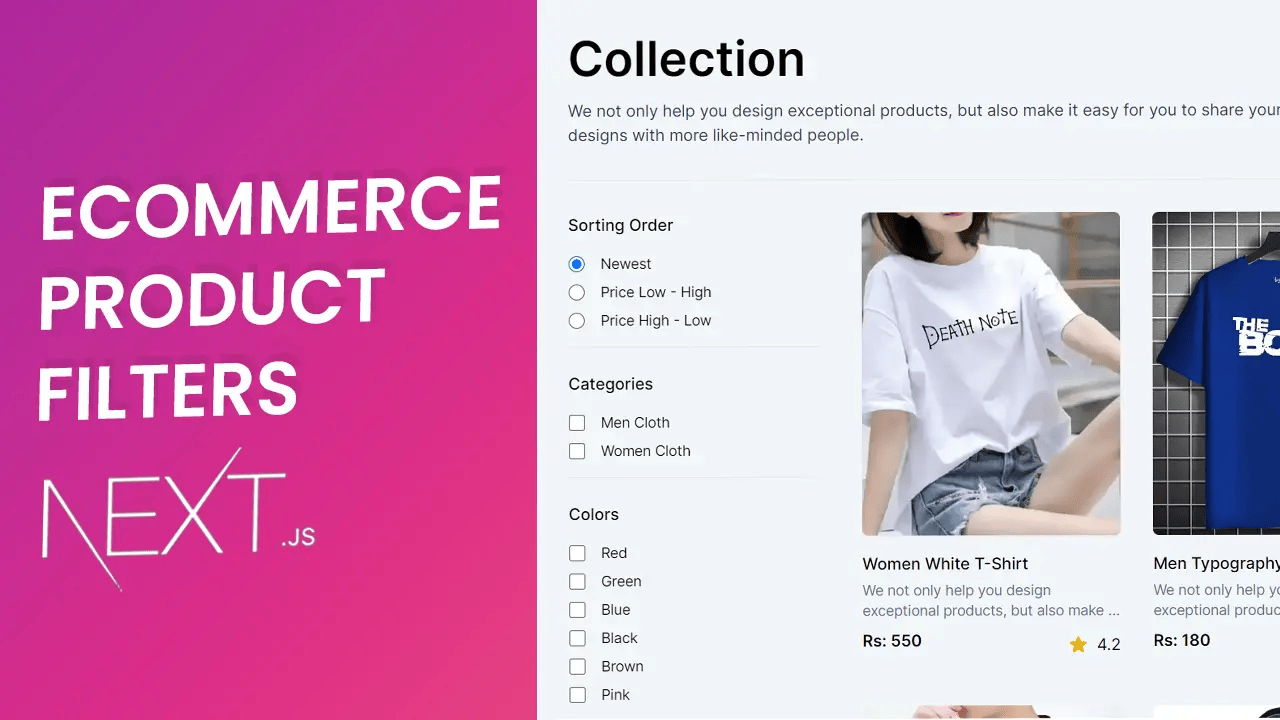 ECOMMERCE
PRODUCT
FILTERS
NEXT.JS
Collection
We not only help you design exceptional products, but also make it easy for you to share your
designs with more like-minded people.
Sorting Order
Newest
Price Low - High
Price High - Low
Categories
Men Cloth
Women Cloth
Colors
Red
Green
Blue
Black
Brown
Pink
DEATH NOTE
Women White T-Shirt
We not only help you design
exceptional products, but also make ...
Rs: 550
4.2
THE
BO
Men Typography
We not only help y
exceptional produc
Rs: 180